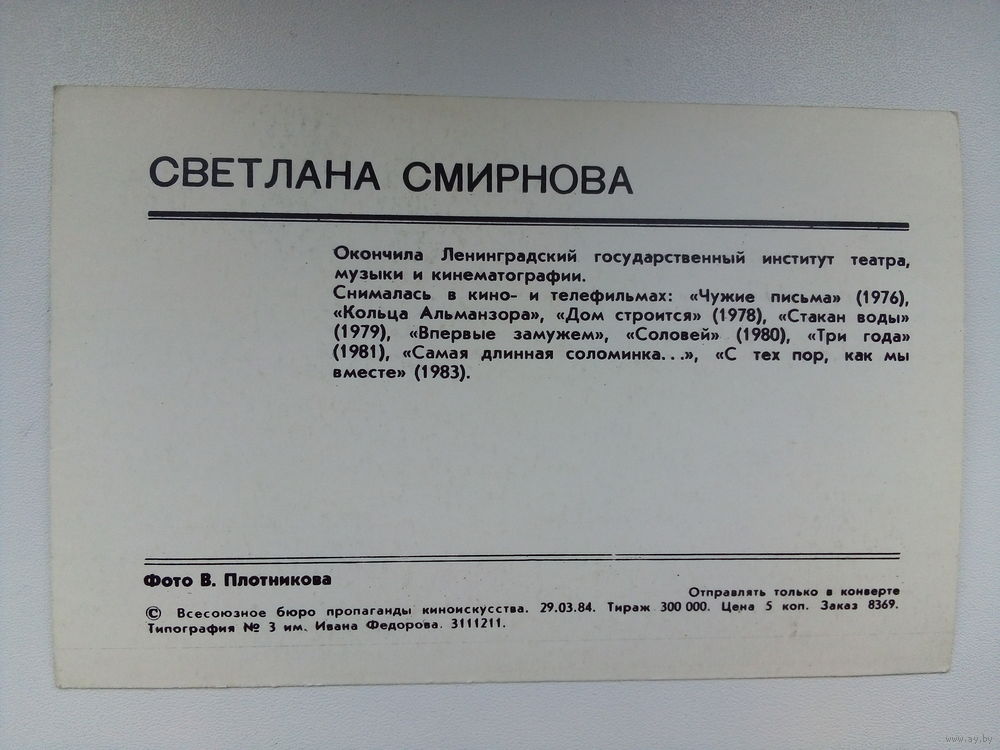 СВЕТЛАНА СМИРНОВА
Окончила Ленинградский государственный институт театра,
музыки и кинематографии.
Снималась в кино- и телефильмах: «Чужие письма» (1976),
«Кольца Альманзора», «Дом строится» (1978), «Стакан воды»
(1979), «Впервые замужем», «Соловей» (1980), «Три года»
(1981), «Самая длинная соломинка...», «С тех пор, как мы
вместе» (1983).
Фото В. Плотникова
Отправлять только в конверте
© Всесоюзное бюро пропаганды киноискусства. 29.03.84. Тираж 300 000. Цена 5 коп. Заказ 8369.
Типография № 3 им. Ивана Федорова. 3111211.
www.ay.by